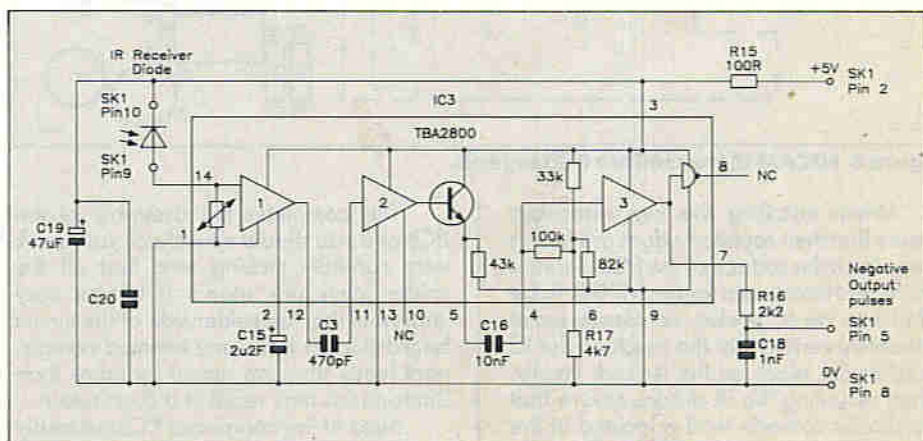 IR Receiver
Diode
SK1
Pin10
SK1
Pin9
14
1
C19
47uF
C20
IC3
TBA2800
R15
100R
+5V
SK1
Pin 2
3
1
2
33k
3
8
NC
43k
100k
82k
7
2
12
11
13
10
5
4
6
9
C15
2u2F
C3
470pF
NC
C16
10nF
R17
4k7
Negative
Output
pulses
R16
2k2
SK1
Pin 5
C18
1nF
0V
SK1
Pin 8